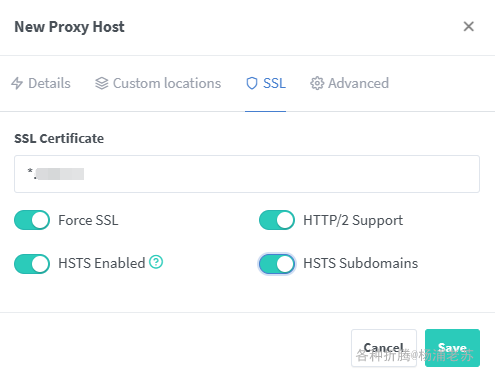 New Proxy Host
Details Custom locations SSL Advanced
SSL Certificate
*.
Force SSL HTTP/2 Support
HSTS Enabled HSTS Subdomains
Cancel Save
各种折腾@杨浦老苏